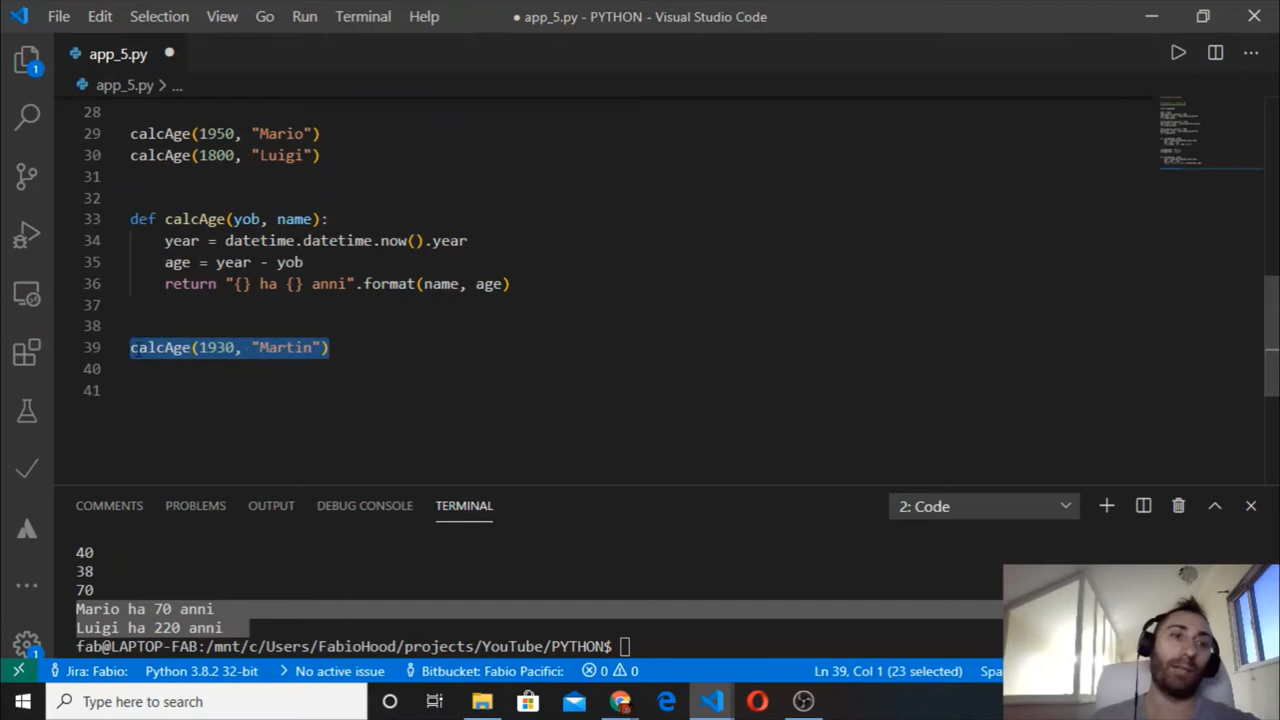 File Edit Selection View Go Run Terminal Help ● app_5.py - PYTHON - Visual Studio Code
app_5.py
app_5.py > ...
28
29 calcAge(1950, "Mario")
30 calcAge(1800, "Luigi")
31
32
33 def calcAge(yob, name):
34 year = datetime.datetime.now().year
35 age = year - yob
36 return "{} ha {} anni".format(name, age)
37
38
39 calcAge(1930, "Martin")
40
41
COMMENTS PROBLEMS OUTPUT DEBUG CONSOLE TERMINAL 2: Code
40
38
70
Mario ha 70 anni
Luigi ha 220 anni
fab@LAPTOP-FAB:/mnt/c/Users/FabioHood/projects/YouTube/PYTHON$
Jira: Fabio: Python 3.8.2 32-bit No active issue Bitbucket: Fabio Pacifici: 0 0 Ln 39, Col 1 (23 selected) Spa
Type here to search
1
1